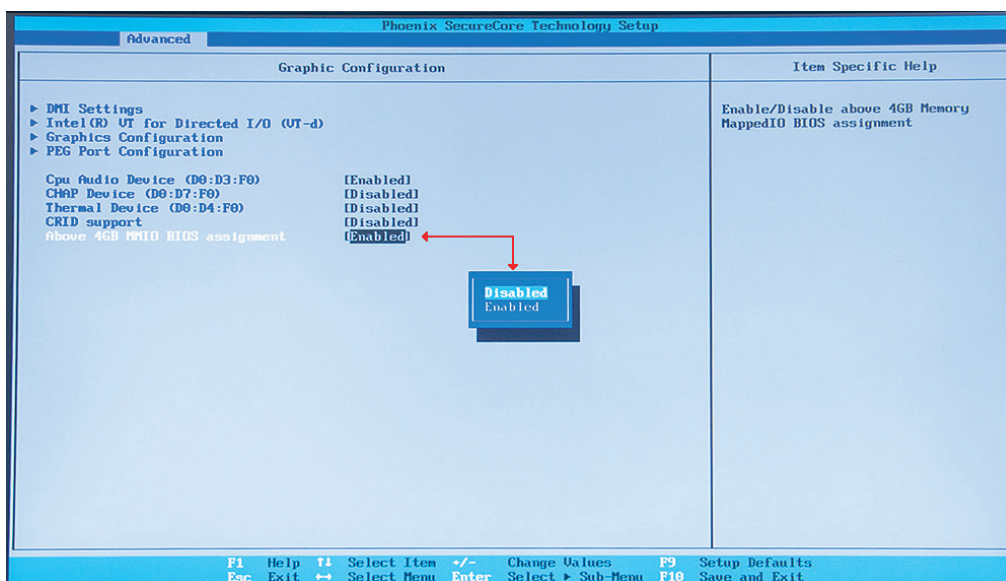 Phoenix SecureCore Technology Setup
Advanced
Graphic Configuration
Item Specific Help
DMI Settings
Intel(R) VT for Directed I/O (VT-d)
Graphics Configuration
PEG Port Configuration
Cpu Audio Device (D0:D3:F0) [Enabled]
CHAP Device (D0:D7:F0) [Disabled]
Thermal Device (D0:D4:F0) [Disabled]
CRID support [Disabled]
Above 4GB MMIO BIOS assignment [Enabled]
Enable/Disable above 4GB Memory
MappedIO BIOS assignment
Disabled
Enabled
F1 Help ↑↓ Select Item +/- Change Values F9 Setup Defaults
Esc Exit ↔ Select Menu Enter Select ▶ Sub-Menu F10 Save and Exit